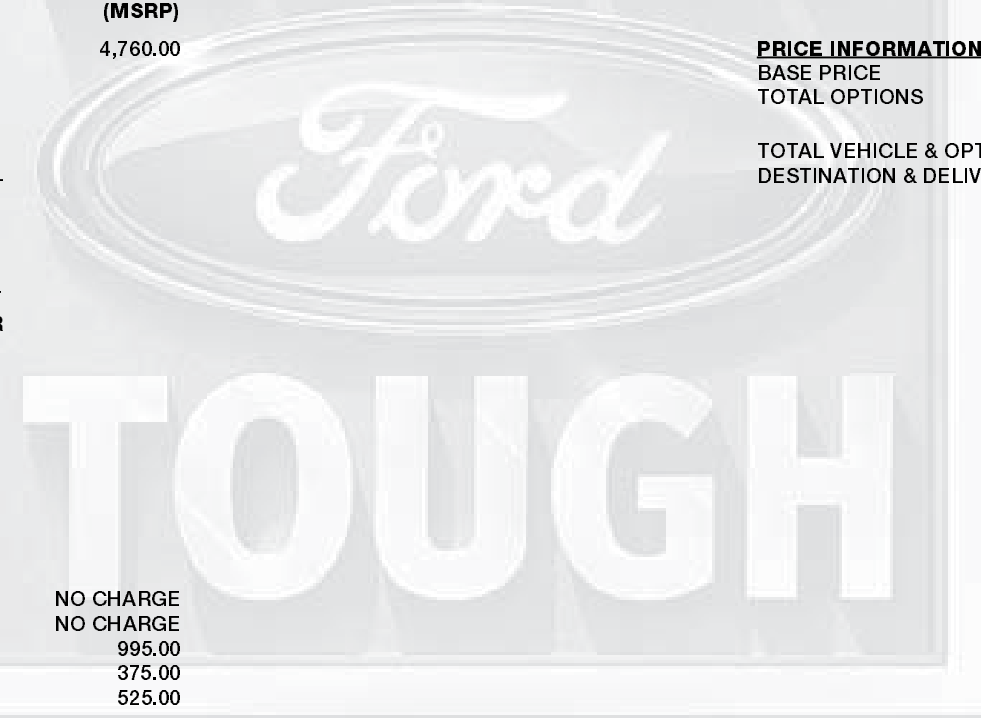 (MSRP)
4,760.00
PRICE INFORMATION
BASE PRICE
TOTAL OPTIONS
TOTAL VEHICLE & OPT
DESTINATION & DELIV
Ford
TOUGH
NO CHARGE
NO CHARGE
995.00
375.00
525.00